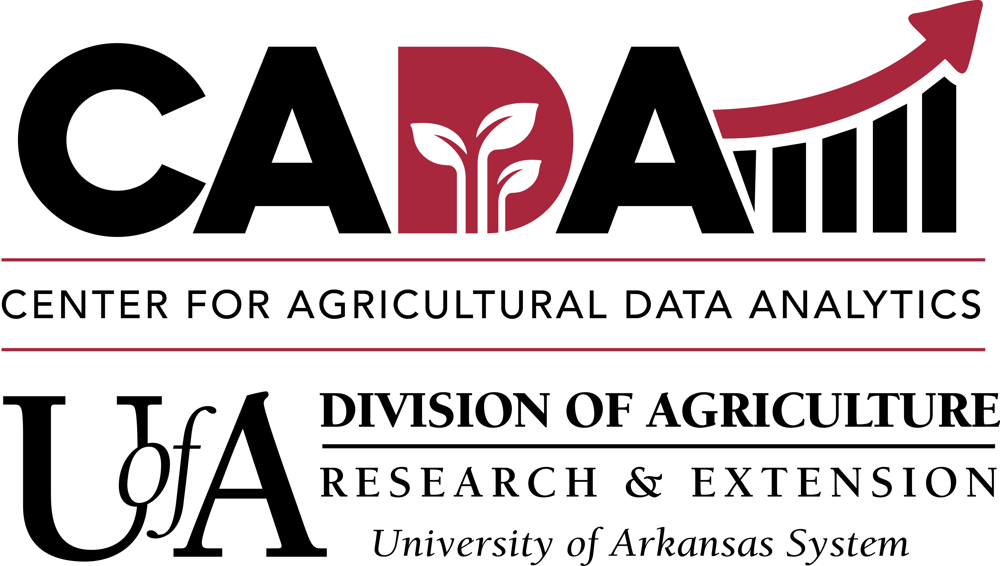 CADA
CENTER FOR AGRICULTURAL DATA ANALYTICS
UofA
DIVISION OF AGRICULTURE
RESEARCH & EXTENSION
University of Arkansas System